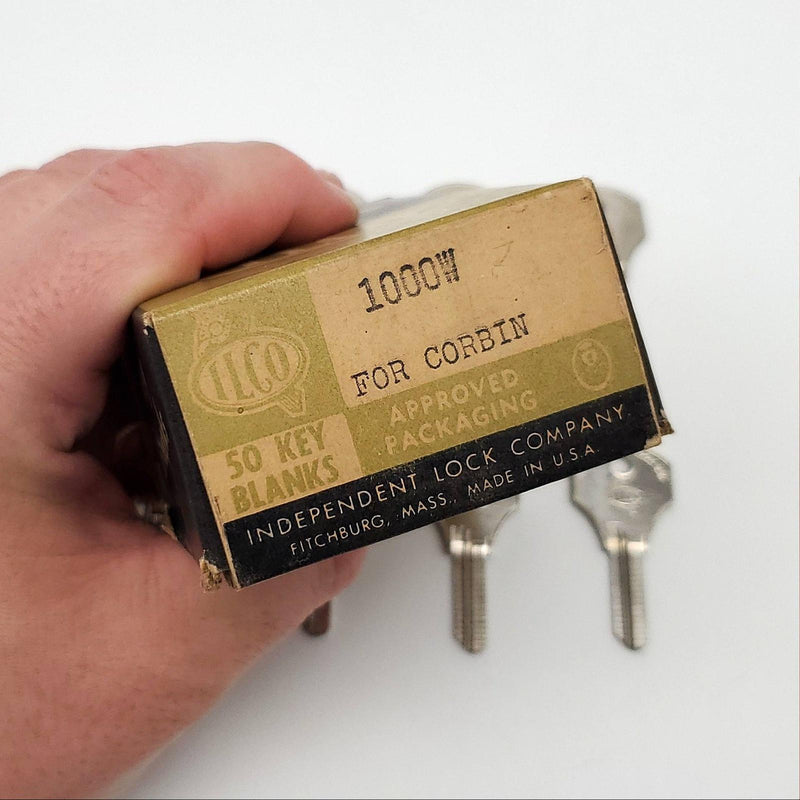 1000W
FOR CORBIN
ILCO
APPROVED
PACKAGING
50 KEY
BLANKS
INDEPENDENT LOCK COMPANY
FITCHBURG, MASS., MADE IN U.S.A.